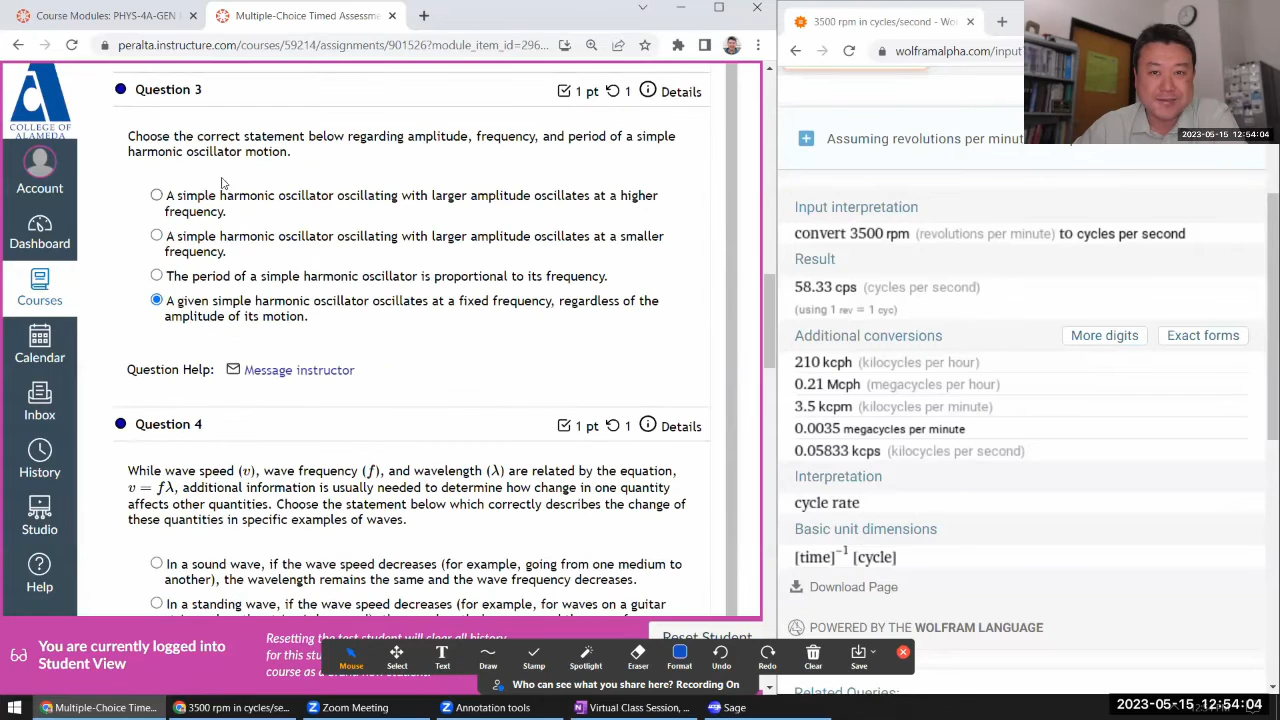 Course Modules: PHYS-4A-GEN
Multiple-Choice Timed Assessme
peralta.instructure.com/courses/59214/assignments/901526?module_item_id=296...
COLLEGE OF
ALAMEDA
Account
Dashboard
Courses
Calendar
Inbox
History
Studio
Help
Question 3
1 pt 1 Details
Choose the correct statement below regarding amplitude, frequency, and period of a simple
harmonic oscillator motion.
A simple harmonic oscillator oscillating with larger amplitude oscillates at a higher
frequency.
A simple harmonic oscillator oscillating with larger amplitude oscillates at a smaller
frequency.
The period of a simple harmonic oscillator is proportional to its frequency.
A given simple harmonic oscillator oscillates at a fixed frequency, regardless of the
amplitude of its motion.
Question Help: Message instructor
Question 4
1 pt 1 Details
While wave speed (v), wave frequency (f), and wavelength (λ) are related by the equation,
v = fλ, additional information is usually needed to determine how change in one quantity
affects other quantities. Choose the statement below which correctly describes the change of
these quantities in specific examples of waves.
In a sound wave, if the wave speed decreases (for example, going from one medium to
another), the wavelength remains the same and the wave frequency decreases.
In a standing wave, if the wave speed decreases (for example, for waves on a guitar
You are currently logged into
Student View
Resetting the test student will clear all history
for this stu
course as a
Reset Student
3500 rpm in cycles/second - Wo
wolframalpha.com/input
Assuming revolutions per minut
2023-05-15 12:54:04
Input interpretation
convert 3500 rpm (revolutions per minute) to cycles per second
Result
58.33 cps (cycles per second)
(using 1 rev = 1 cyc)
Additional conversions
More digits
Exact forms
210 kcph (kilocycles per hour)
0.21 Mcph (megacycles per hour)
3.5 kcpm (kilocycles per minute)
0.0035 megacycles per minute
0.05833 kcps (kilocycles per second)
Interpretation
cycle rate
Basic unit dimensions
[time]⁻¹ [cycle]
Download Page
POWERED BY THE WOLFRAM LANGUAGE
Related Queries:
Mouse
Select
Text
Draw
Stamp
Spotlight
Eraser
Format
Undo
Redo
Clear
Save
Who can see what you share here? Recording On
Multiple-Choice Time...
3500 rpm in cycles/se...
Zoom Meeting
Annotation tools
Virtual Class Session, ...
Sage
2023-05-15 12:54:04